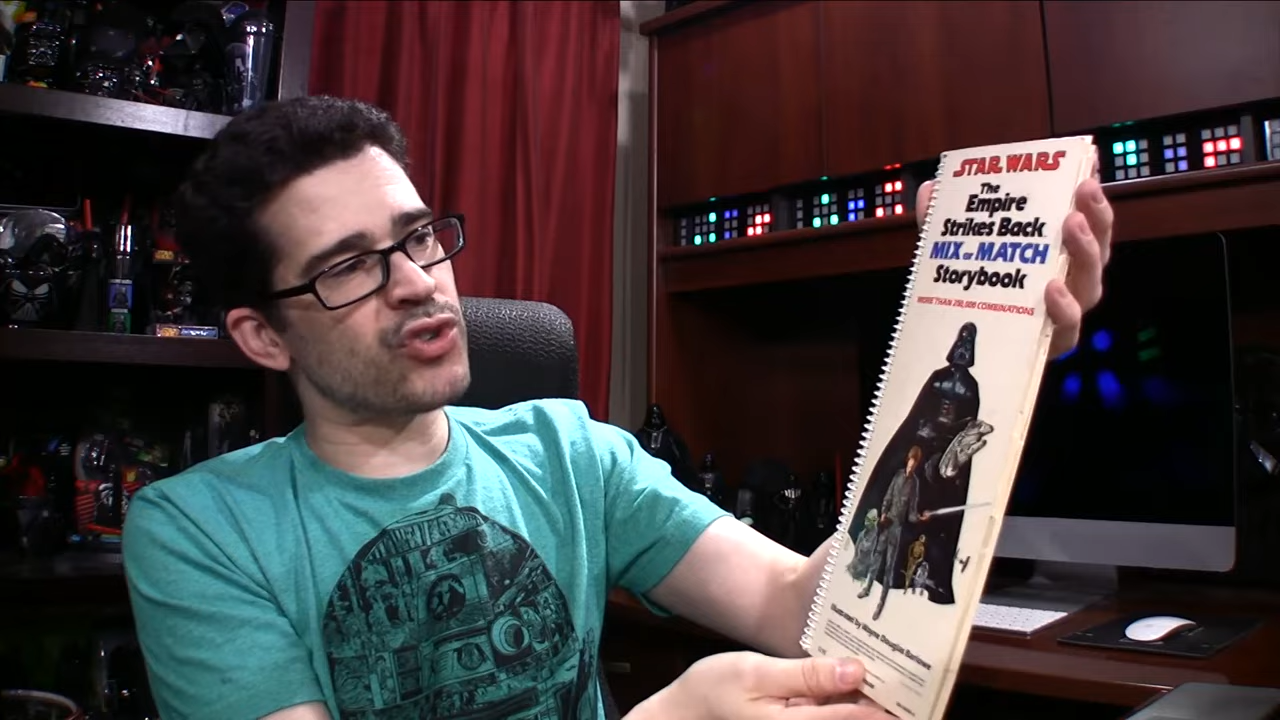 STAR WARS
The
Empire
Strikes Back
MIX or MATCH
Storybook
MORE THAN 200,000 COMBINATIONS
Illustrated by Wayne Douglas Barlowe